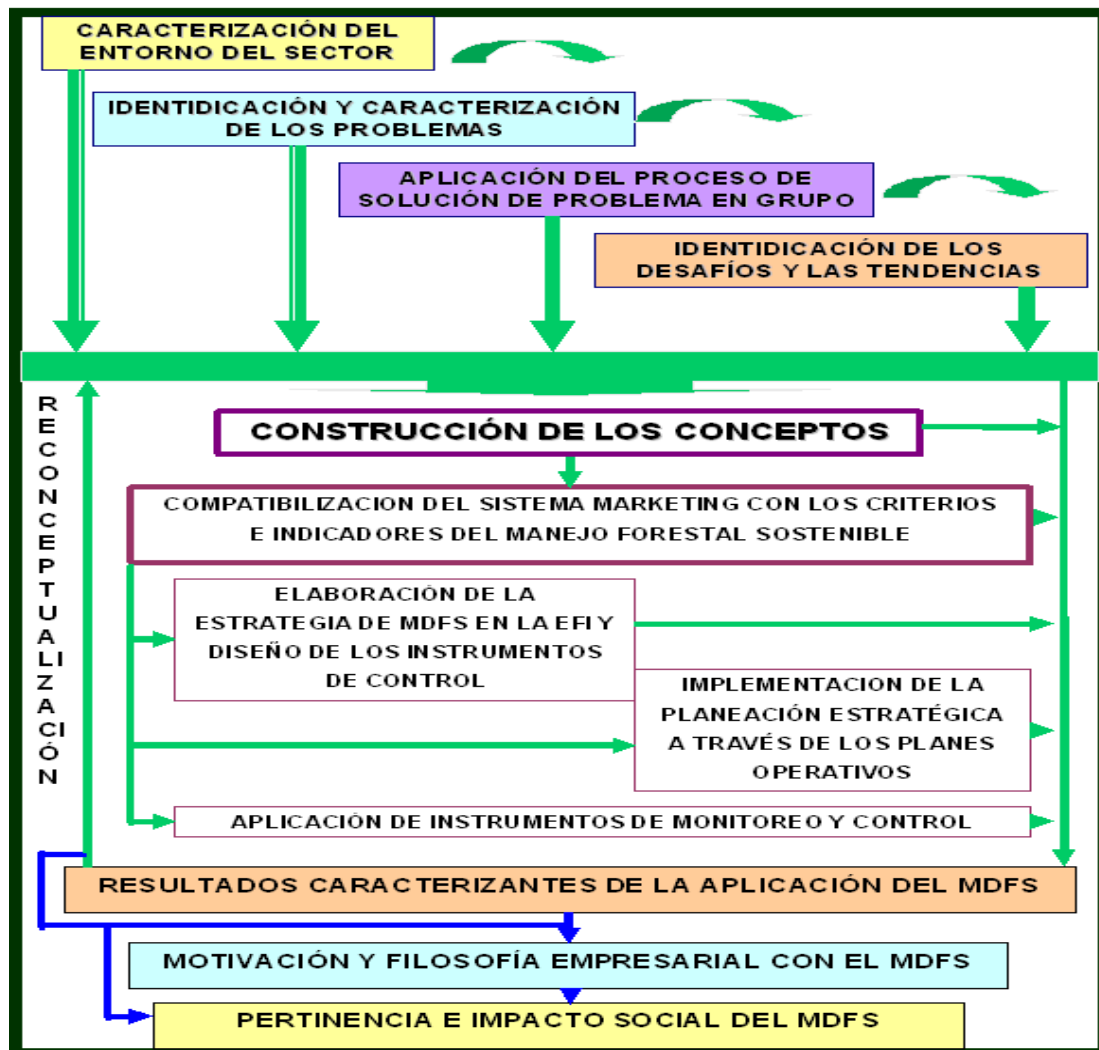 CARACTERIZACIÓN DEL
ENTORNO DEL SECTOR
IDENTIDICACIÓN Y CARACTERIZACIÓN
DE LOS PROBLEMAS
APLICACIÓN DEL PROCESO DE
SOLUCIÓN DE PROBLEMA EN GRUPO
IDENTIDICACIÓN DE LOS
DESAFÍOS Y LAS TENDENCIAS
RECONCEPTUALIZACIÓN
CONSTRUCCIÓN DE LOS CONCEPTOS
COMPATIBILIZACION DEL SISTEMA MARKETING CON LOS CRITERIOS
E INDICADORES DEL MANEJO FORESTAL SOSTENIBLE
ELABORACIÓN DE LA
ESTRATEGIA DE MDFS EN LA EFI Y
DISEÑO DE LOS INSTRUMENTOS
DE CONTROL
IMPLEMENTACION DE LA
PLANEACIÓN ESTRATÉGICA
A TRAVÉS DE LOS PLANES
OPERATIVOS
APLICACIÓN DE INSTRUMENTOS DE MONITOREO Y CONTROL
RESULTADOS CARACTERIZANTES DE LA APLICACIÓN DEL MDFS
MOTIVACIÓN Y FILOSOFÍA EMPRESARIAL CON EL MDFS
PERTINENCIA E IMPACTO SOCIAL DEL MDFS